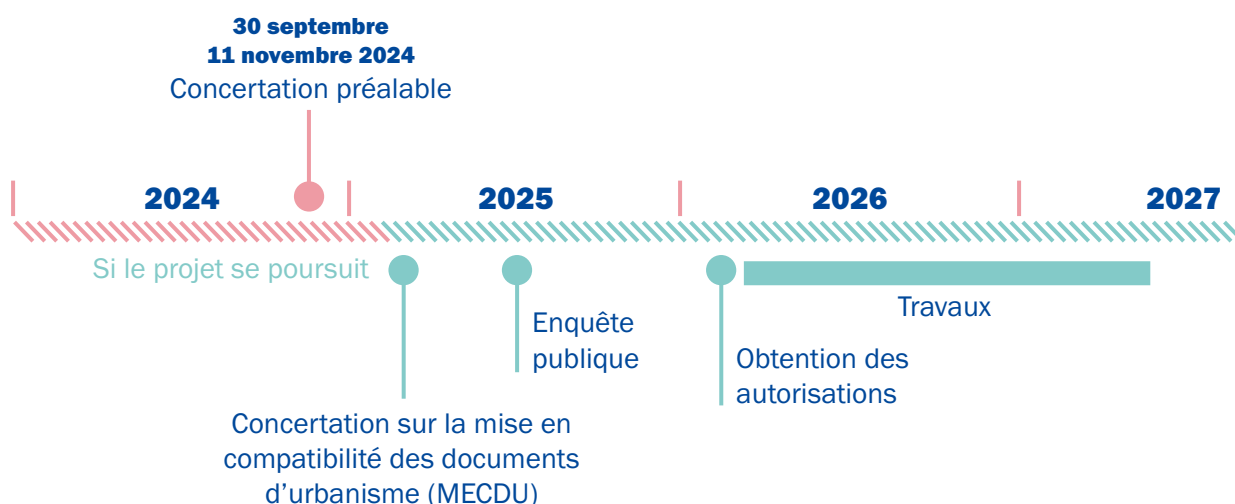 30 septembre
11 novembre 2024
Concertation préalable
2024
2025
2026
2027
Si le projet se poursuit
Travaux
Enquête
publique
Obtention des
autorisations
Concertation sur la mise en
compatibilité des documents
d'urbanisme (MECDU)